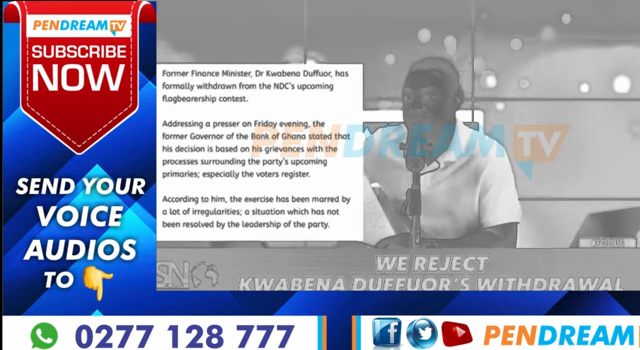 PENDREAM TV
SUBSCRIBE
NOW
SEND YOUR
VOICE
AUDIOS
TO
Former Finance Minister, Dr Kwabena Duffuor, has
formally withdrawn from the NDC's upcoming
flagbearership contest.
Addressing a presser on Friday evening, the
former Governor of the Bank of Ghana stated that
his decision is based on his grievances with the
processes surrounding the party's upcoming
primaries; especially the voters register.
According to him, the exercise has been marred by
a lot of irregularities; a situation which has not
been resolved by the leadership of the party.
PENDREAM TV
WE REJECT
KWABENA DUFFUOR'S WITHDRAWAL
0277 128 777
PENDREAM